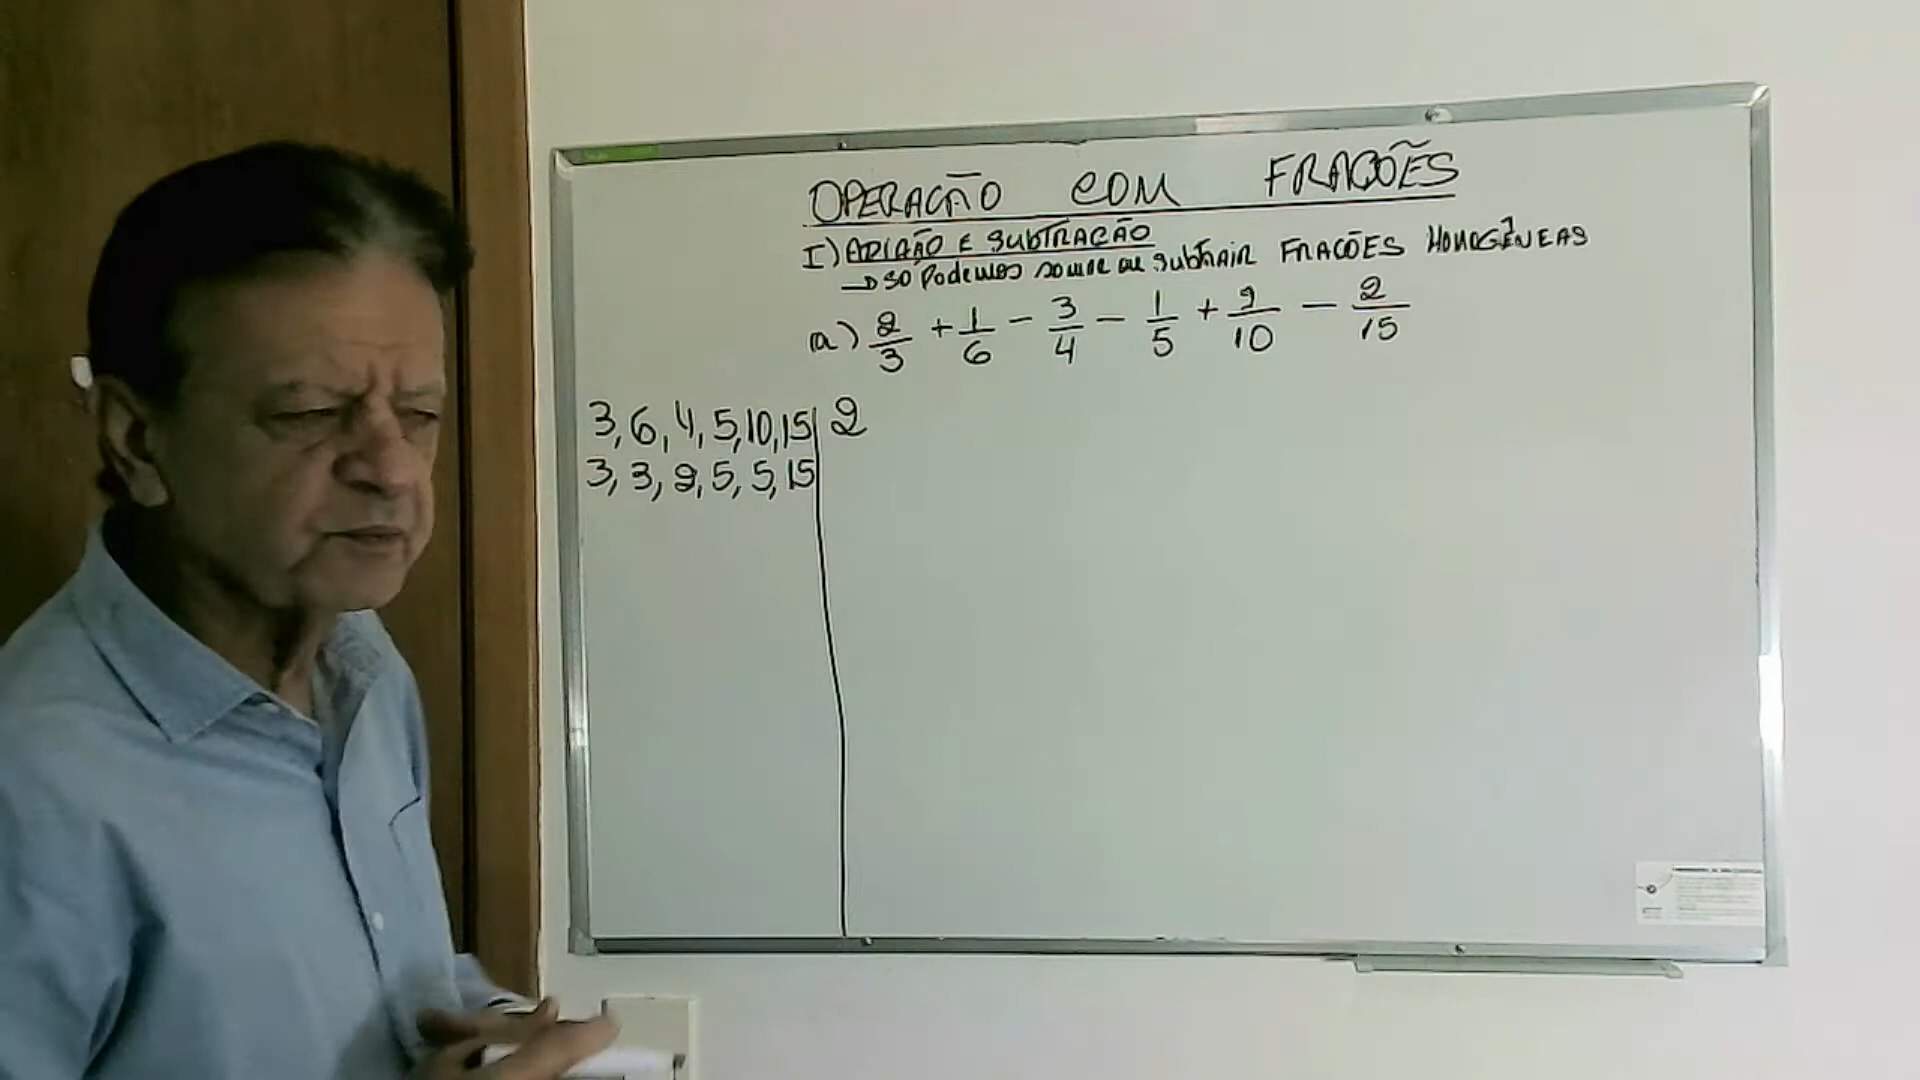 OPERAÇÃO COM FRAÇÕES
I) ADIÇÃO E SUBTRAÇÃO
→ SÓ Podemos somar ou subtrair FRAÇÕES HOMOGÊNEAS
a) 2/3 + 1/6 - 3/4 - 1/5 + 9/10 - 2/15
3, 6, 4, 5, 10, 15 | 2
3, 3, 2, 5, 5, 15